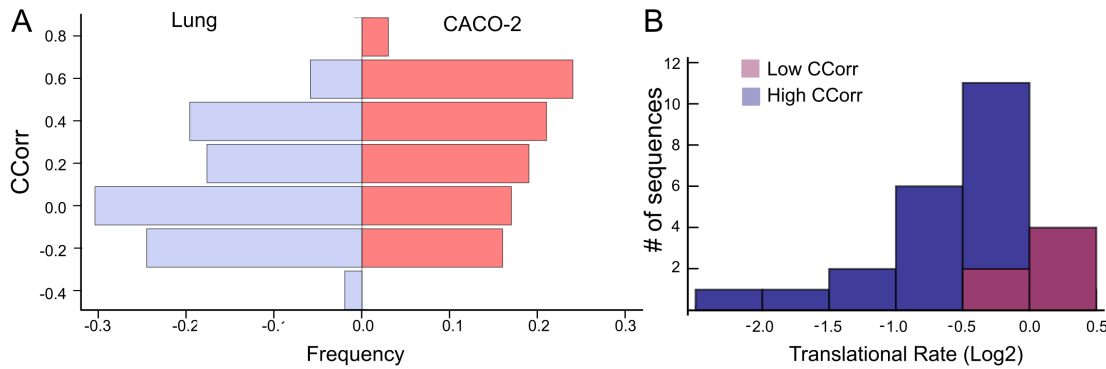 A
Lung
CACO-2
0.8
0.6
0.4
0.2
0.0
-0.2
-0.4
CCorr
-0.3
-0.2
-0.1
0.0
0.1
0.2
0.3
Frequency
B
Low CCorr
High CCorr
12
10
8
6
4
2
# of sequences
-2.0
-1.5
-1.0
-0.5
0.0
0.5
Translational Rate (Log2)